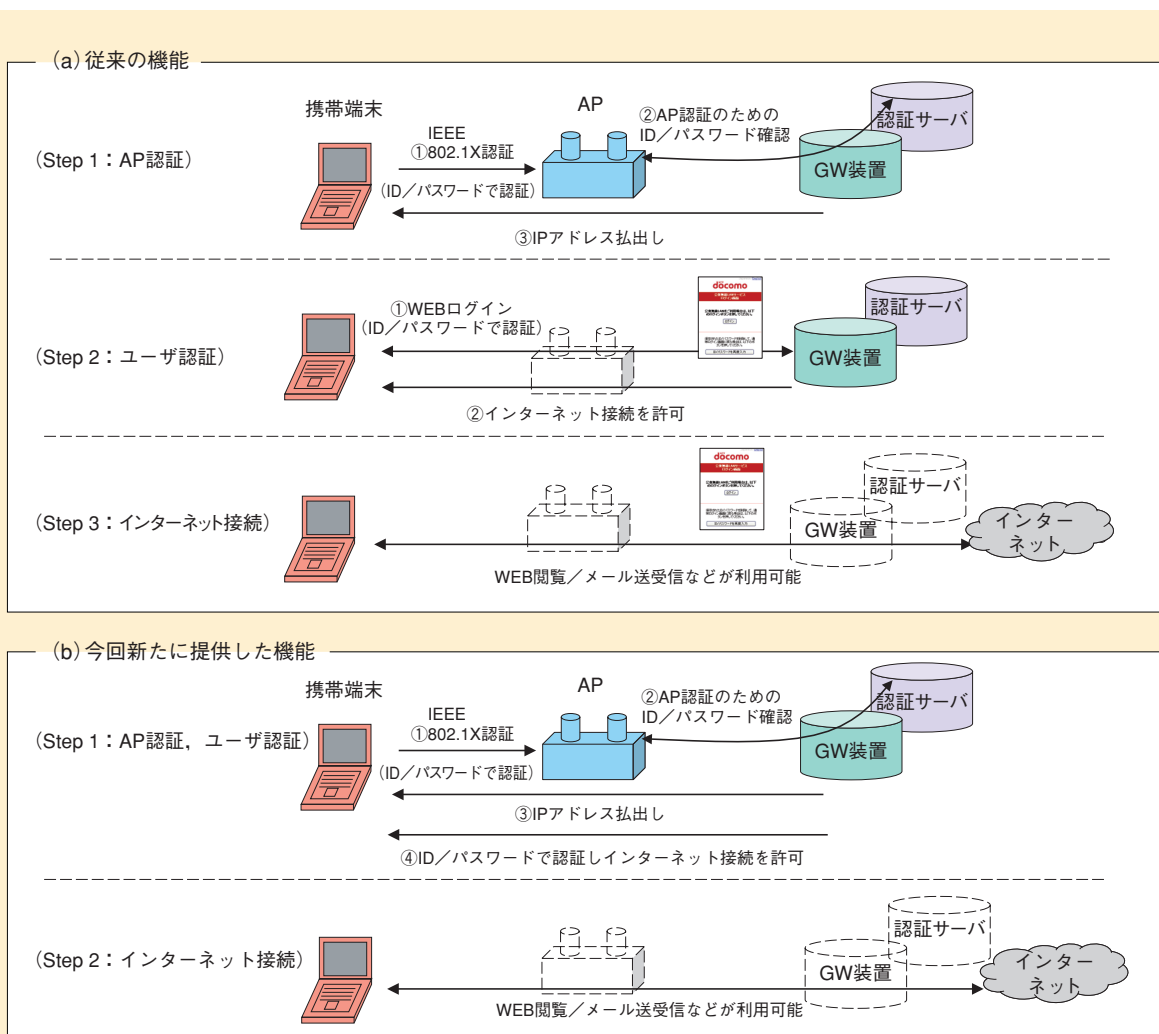 (a)従来の機能
携帯端末
AP
②AP認証のための
ID／パスワード確認
認証サーバ
GW装置
IEEE
①802.1X認証
(Step 1：AP認証)
(ID／パスワードで認証)
③IPアドレス払出し
①WEBログイン
(ID／パスワードで認証)
döcomo
認証サーバ
GW装置
(Step 2：ユーザ認証)
②インターネット接続を許可
döcomo
認証サーバ
GW装置
インター
ネット
(Step 3：インターネット接続)
WEB閲覧／メール送受信などが利用可能
(b)今回新たに提供した機能
携帯端末
AP
②AP認証のための
ID／パスワード確認
認証サーバ
GW装置
IEEE
①802.1X認証
(Step 1：AP認証，ユーザ認証)
(ID／パスワードで認証)
③IPアドレス払出し
④ID／パスワードで認証しインターネット接続を許可
認証サーバ
GW装置
インター
ネット
(Step 2：インターネット接続)
WEB閲覧／メール送受信などが利用可能